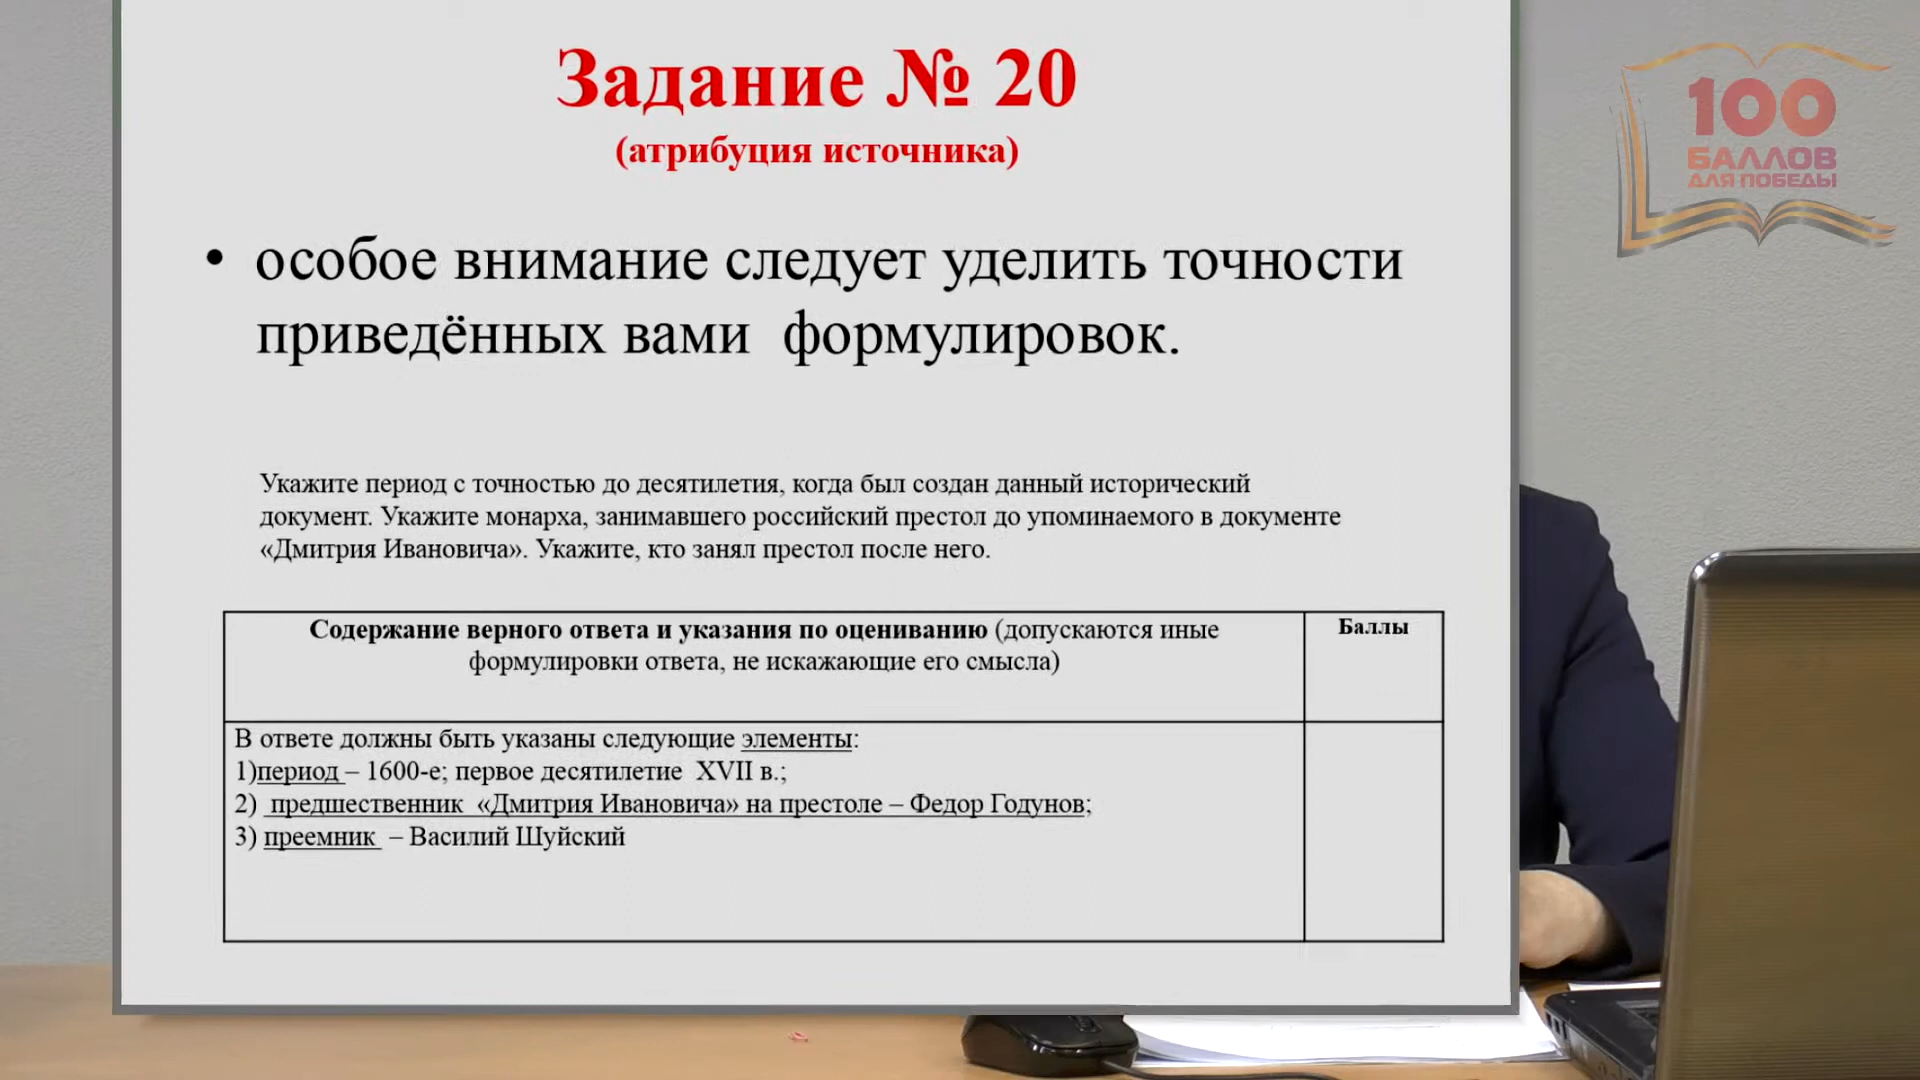 Задание № 20
(атрибуция источника)
100
БАЛЛОВ
ДЛЯ ПОБЕДЫ
• особое внимание следует уделить точности
приведённых вами формулировок.
Укажите период с точностью до десятилетия, когда был создан данный исторический
документ. Укажите монарха, занимавшего российский престол до упоминаемого в документе
«Дмитрия Ивановича». Укажите, кто занял престол после него.
Содержание верного ответа и указания по оцениванию (допускаются иные
формулировки ответа, не искажающие его смысла)
Баллы
В ответе должны быть указаны следующие элементы:
1)период – 1600-е; первое десятилетие XVII в.;
2) предшественник «Дмитрия Ивановича» на престоле – Федор Годунов;
3) преемник – Василий Шуйский